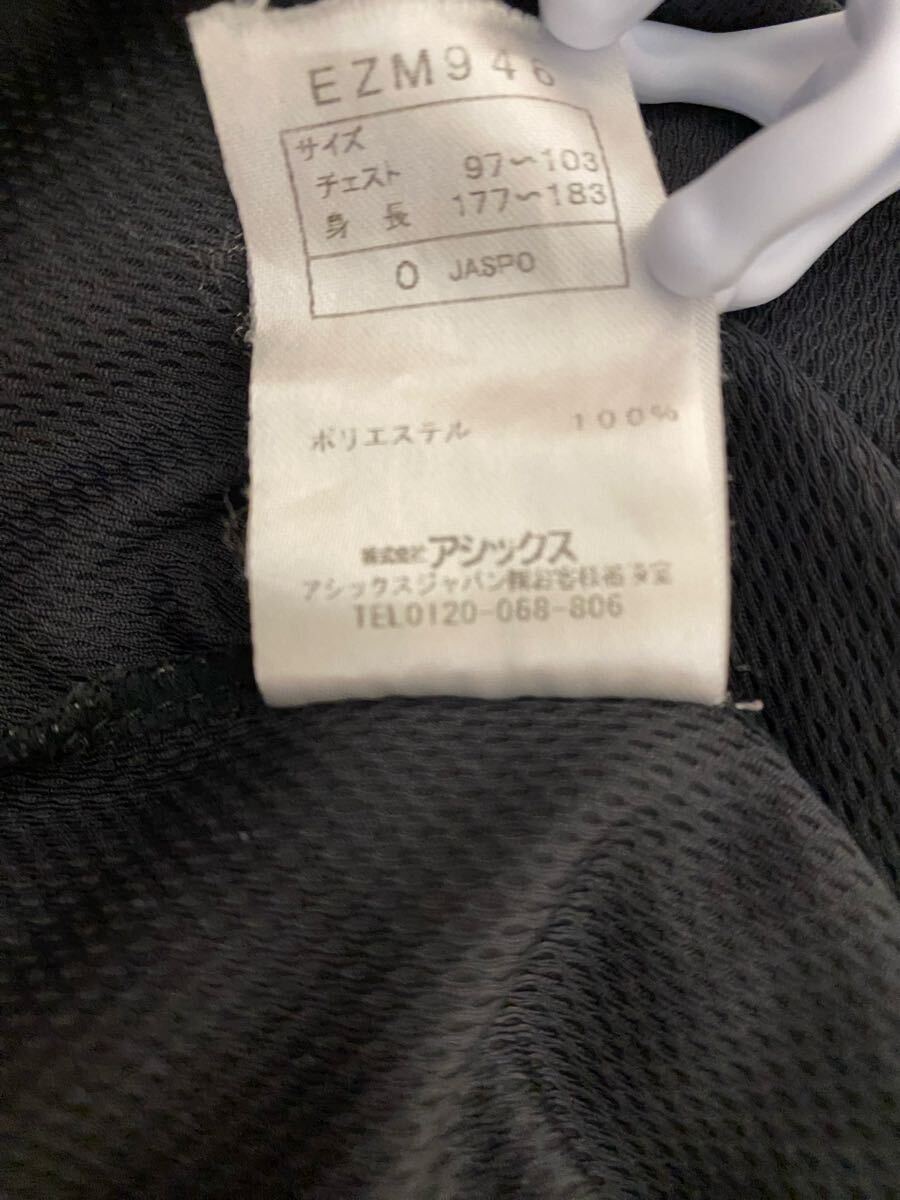 EZM946
サイズ
チェスト 97〜103
身長 177〜183
O JASPO
ポリエステル 100%
株式会社アシックス
アシックスジャパン㈱お客様相談室
TEL0120-068-806